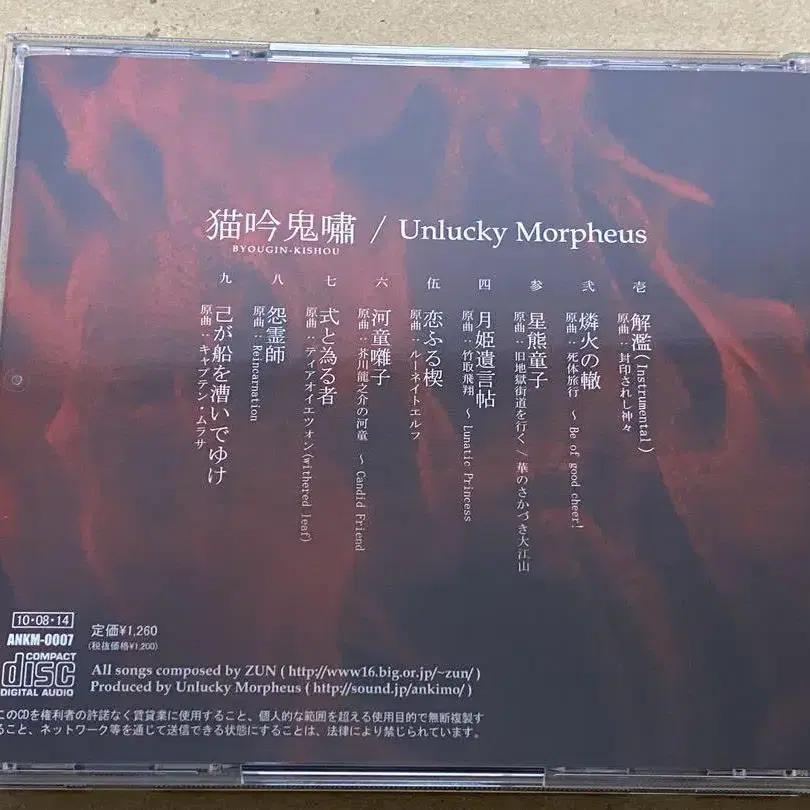 猫吟鬼嘯 / Unlucky Morpheus
BYOUGIN-KISHOU
壱
解濫(Instrumental)
原曲：封印されし神々
弐
燐火の轍
原曲：死体旅行　～ Be of good cheer!
参
星熊童子
原曲：旧地獄街道を行く / 華のさかづき大江山
四
月姫遺言帖
原曲：竹取飛翔　～ Lunatic Princess
伍
恋ふる楔
原曲：ルーネイトエルフ
六
河童囃子
原曲：芥川龍之介の河童　～ Candid Friend
七
式と為る者
原曲：ティアオイエツォン(withered leaf)
八
怨霊師
原曲：Reincarnation
九
己が船を漕いでゆけ
原曲：キャプテン・ムラサ
10・08・14
ANKM-0007
定価¥1,260
(税抜価格¥1,200)
COMPACT
disc
DIGITAL AUDIO
All songs composed by ZUN ( http://www16.big.or.jp/~zun/ )
Produced by Unlucky Morpheus ( http://sound.jp/ankimo/ )
このCDを権利者の許諾なく賃貸業に使用すること、個人的な範囲を超える使用目的で無断複製す
ること、ネットワーク等を通じて送信できる状態にすることは、法律により禁じられています。